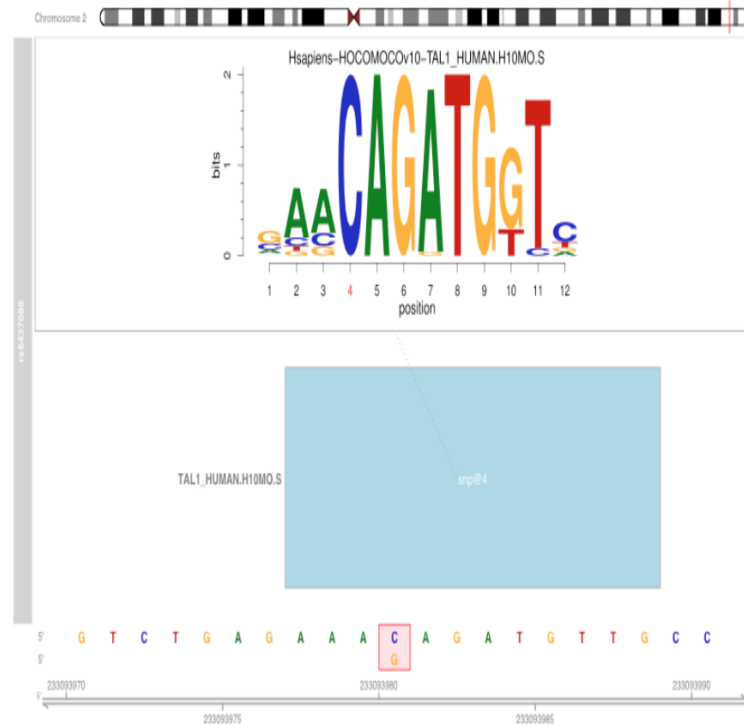 Chromosome 2
Hsapiens-HOCOMOCOv10-TAL1_HUMAN.H10MO.S
bits
0 1 2
G A A C A G A T G G T C
C C C G T C T
A T G G
G A
1 2 3 4 5 6 7 8 9 10 11 12
position
rs6437088
TAL1_HUMAN.H10MO.S
snp@4
5' G T C T G A G A A A C A G A T G T T G C C
5' G
233093970 233093980 233093990
5'
233093975 233093985